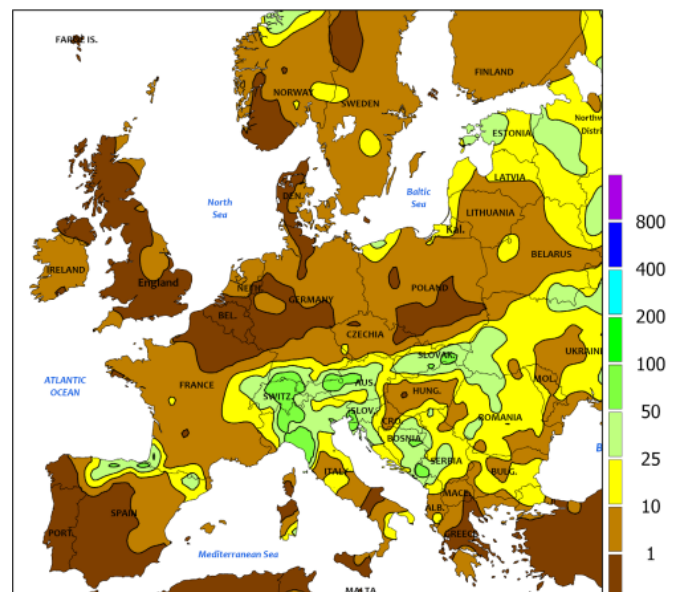 FAROE IS.
FINLAND
NORWAY
SWEDEN
Northw
Distri
ESTONIA
LATVIA
North
Sea
Baltic
Sea
DEN.
LITHUANIA
Kal.
BELARUS
IRELAND
England
NETH.
GERMANY
POLAND
BEL.
CZECHIA
SLOVAK.
UKRAINE
ATLANTIC
OCEAN
FRANCE
SWITZ.
AUS.
HUNG.
MOL.
SLOV.
CRO.
ROMANIA
BOSNIA
SERBIA
B
ITALY
BULG.
MACE.
ALB.
SPAIN
PORT.
GREECE
Mediterranean Sea
MALTA
800
400
200
100
50
25
10
1